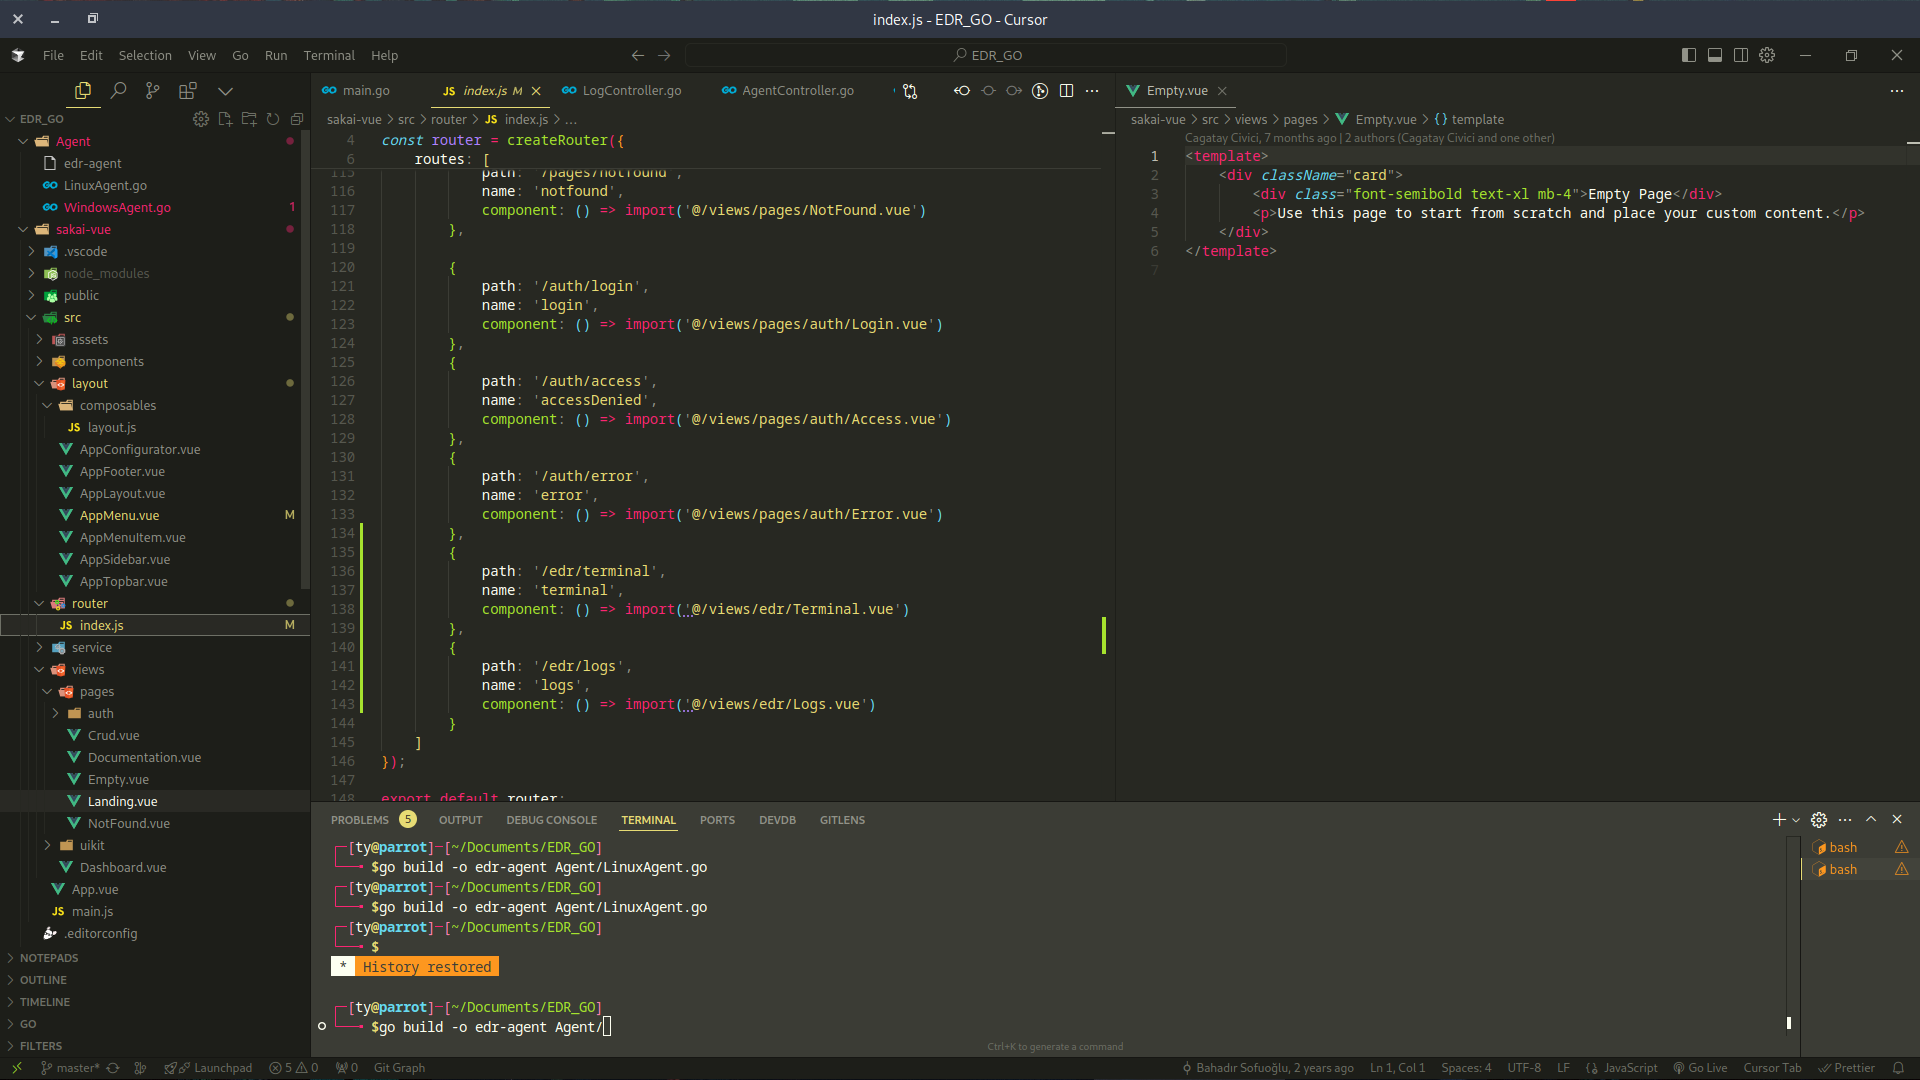 index.js - EDR_GO - Cursor
File Edit Selection View Go Run Terminal Help
EDR_GO
EDR_GO
Agent
edr-agent
LinuxAgent.go
WindowsAgent.go 1
sakai-vue
.vscode
node_modules
public
src
assets
components
layout
composables
layout.js
AppConfigurator.vue
AppFooter.vue
AppLayout.vue
AppMenu.vue M
AppMenuItem.vue
AppSidebar.vue
AppTopbar.vue
router
index.js M
service
views
pages
auth
Crud.vue
Documentation.vue
Empty.vue
Landing.vue
NotFound.vue
uikit
Dashboard.vue
App.vue
main.js
.editorconfig
NOTEPADS
OUTLINE
TIMELINE
GO
FILTERS
main.go index.js M LogController.go AgentController.go
sakai-vue > src > router > JS index.js > ...
4 const router = createRouter({
6 routes: [
115 path: '/pages/notfound',
116 name: 'notfound',
117 component: () => import('@/views/pages/NotFound.vue')
118 },
119
120 {
121 path: '/auth/login',
122 name: 'login',
123 component: () => import('@/views/pages/auth/Login.vue')
124 },
125 {
126 path: '/auth/access',
127 name: 'accessDenied',
128 component: () => import('@/views/pages/auth/Access.vue')
129 },
130 {
131 path: '/auth/error',
132 name: 'error',
133 component: () => import('@/views/pages/auth/Error.vue')
134 },
135 {
136 path: '/edr/terminal',
137 name: 'terminal',
138 component: () => import('@/views/edr/Terminal.vue')
139 },
140 {
141 path: '/edr/logs',
142 name: 'logs',
143 component: () => import('@/views/edr/Logs.vue')
144 }
145 ]
146 });
147
148 export default router;
Empty.vue
sakai-vue > src > views > pages > Empty.vue > {} template
Cagatay Civici, 7 months ago | 2 authors (Cagatay Civici and one other)
1 <template>
2 <div className="card">
3 <div class="font-semibold text-xl mb-4">Empty Page</div>
4 <p>Use this page to start from scratch and place your custom content.</p>
5 </div>
6 </template>
7
PROBLEMS 5 OUTPUT DEBUG CONSOLE TERMINAL PORTS DEVDB GITLENS
[ty@parrot]─[~/Documents/EDR_GO]
$go build -o edr-agent Agent/LinuxAgent.go
[ty@parrot]─[~/Documents/EDR_GO]
$go build -o edr-agent Agent/LinuxAgent.go
[ty@parrot]─[~/Documents/EDR_GO]
$
* History restored
[ty@parrot]─[~/Documents/EDR_GO]
$go build -o edr-agent Agent/
Ctrl+K to generate a command
bash
bash
master* Launchpad 5 0 0 Git Graph Bahadır Sofuoğlu, 2 years ago Ln 1, Col 1 Spaces: 4 UTF-8 LF {} JavaScript Go Live Cursor Tab Prettier